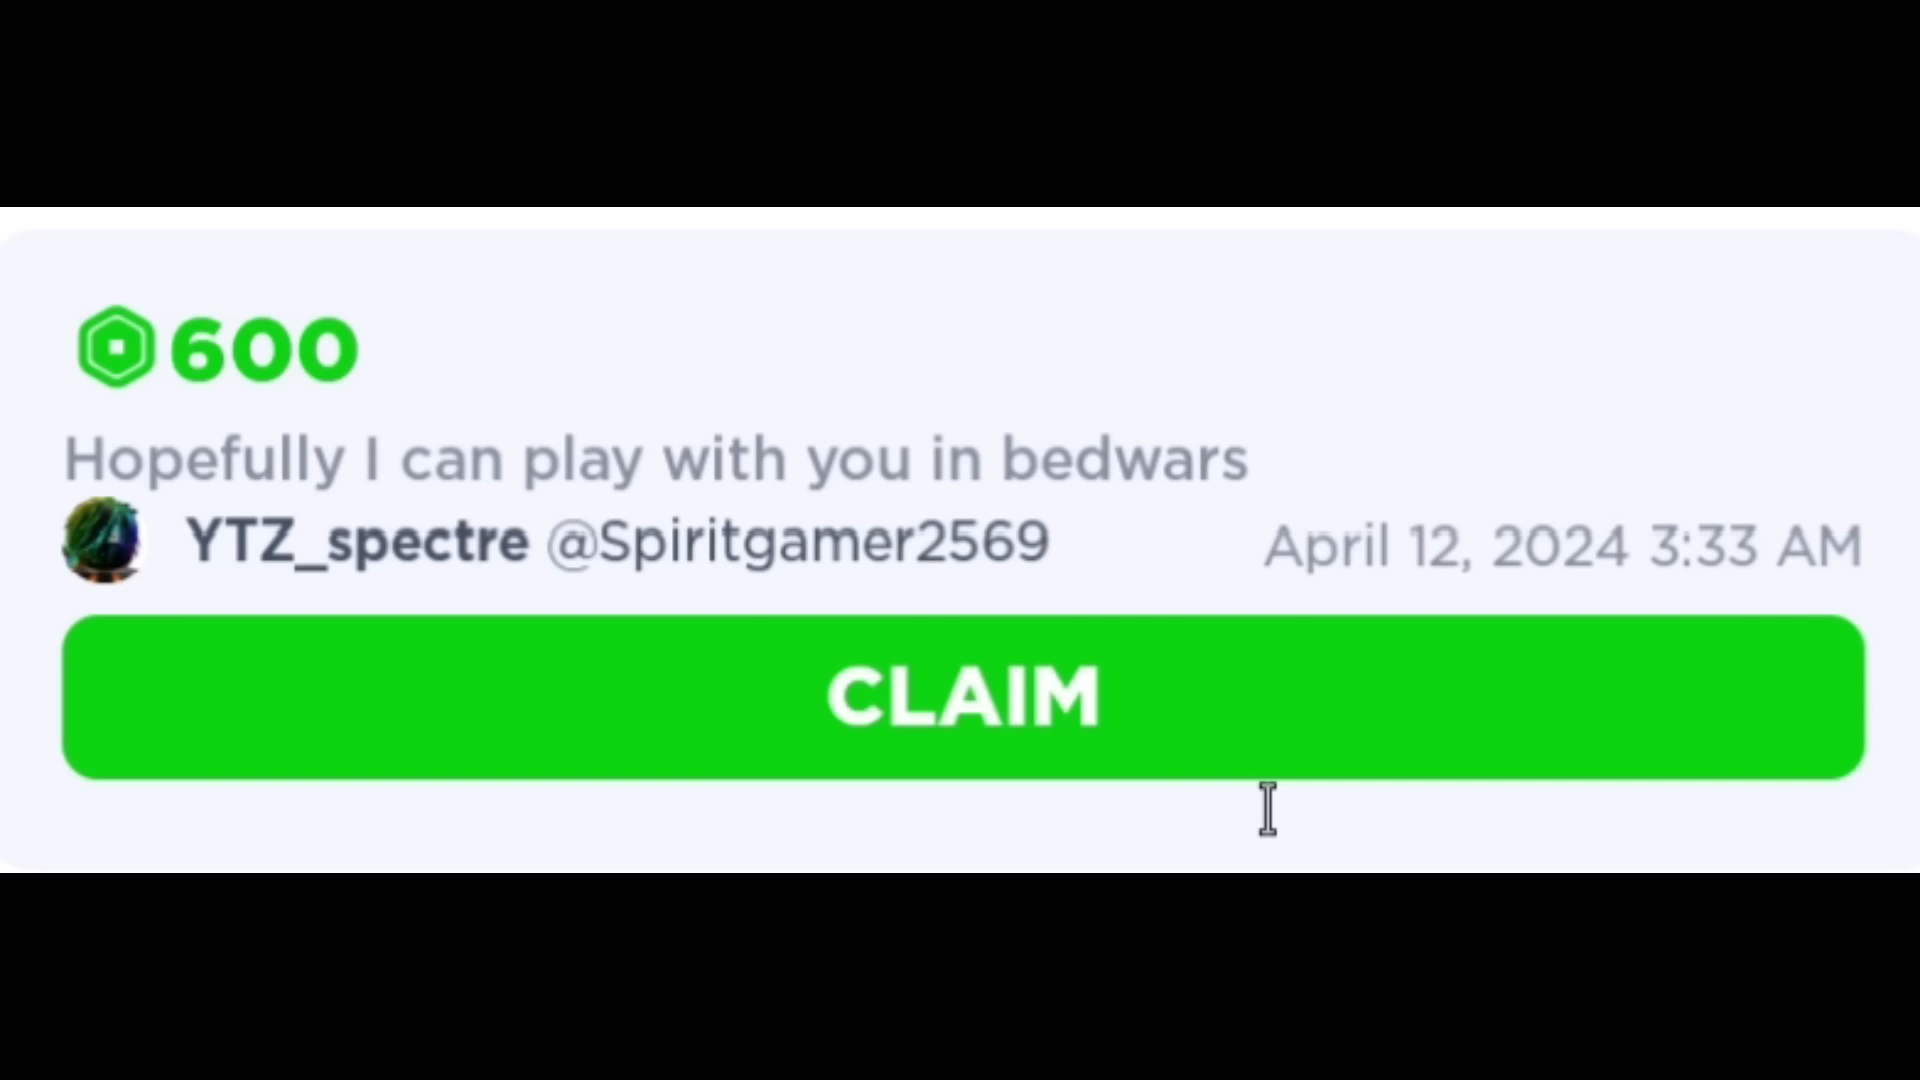 600
Hopefully I can play with you in bedwars
YTZ_spectre @Spiritgamer2569 April 12, 2024 3:33 AM
CLAIM